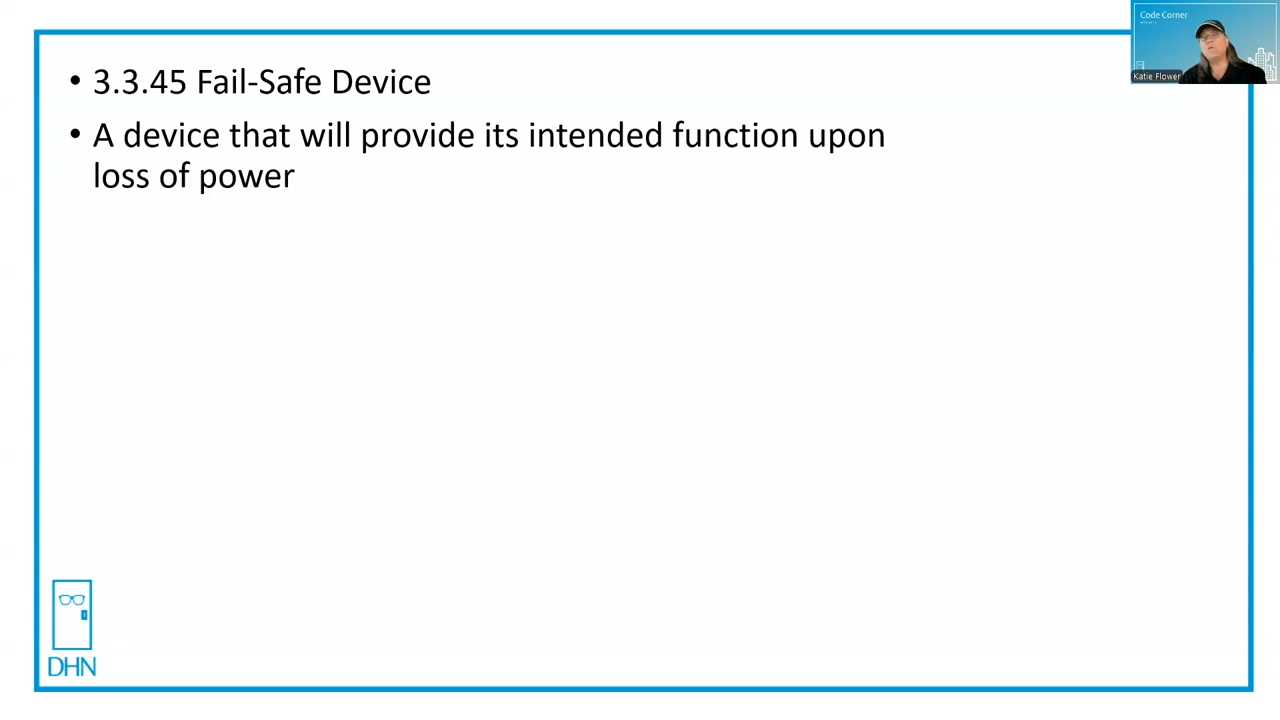 Code Corner
Katie Flower
• 3.3.45 Fail-Safe Device
• A device that will provide its intended function upon
loss of power
DHN